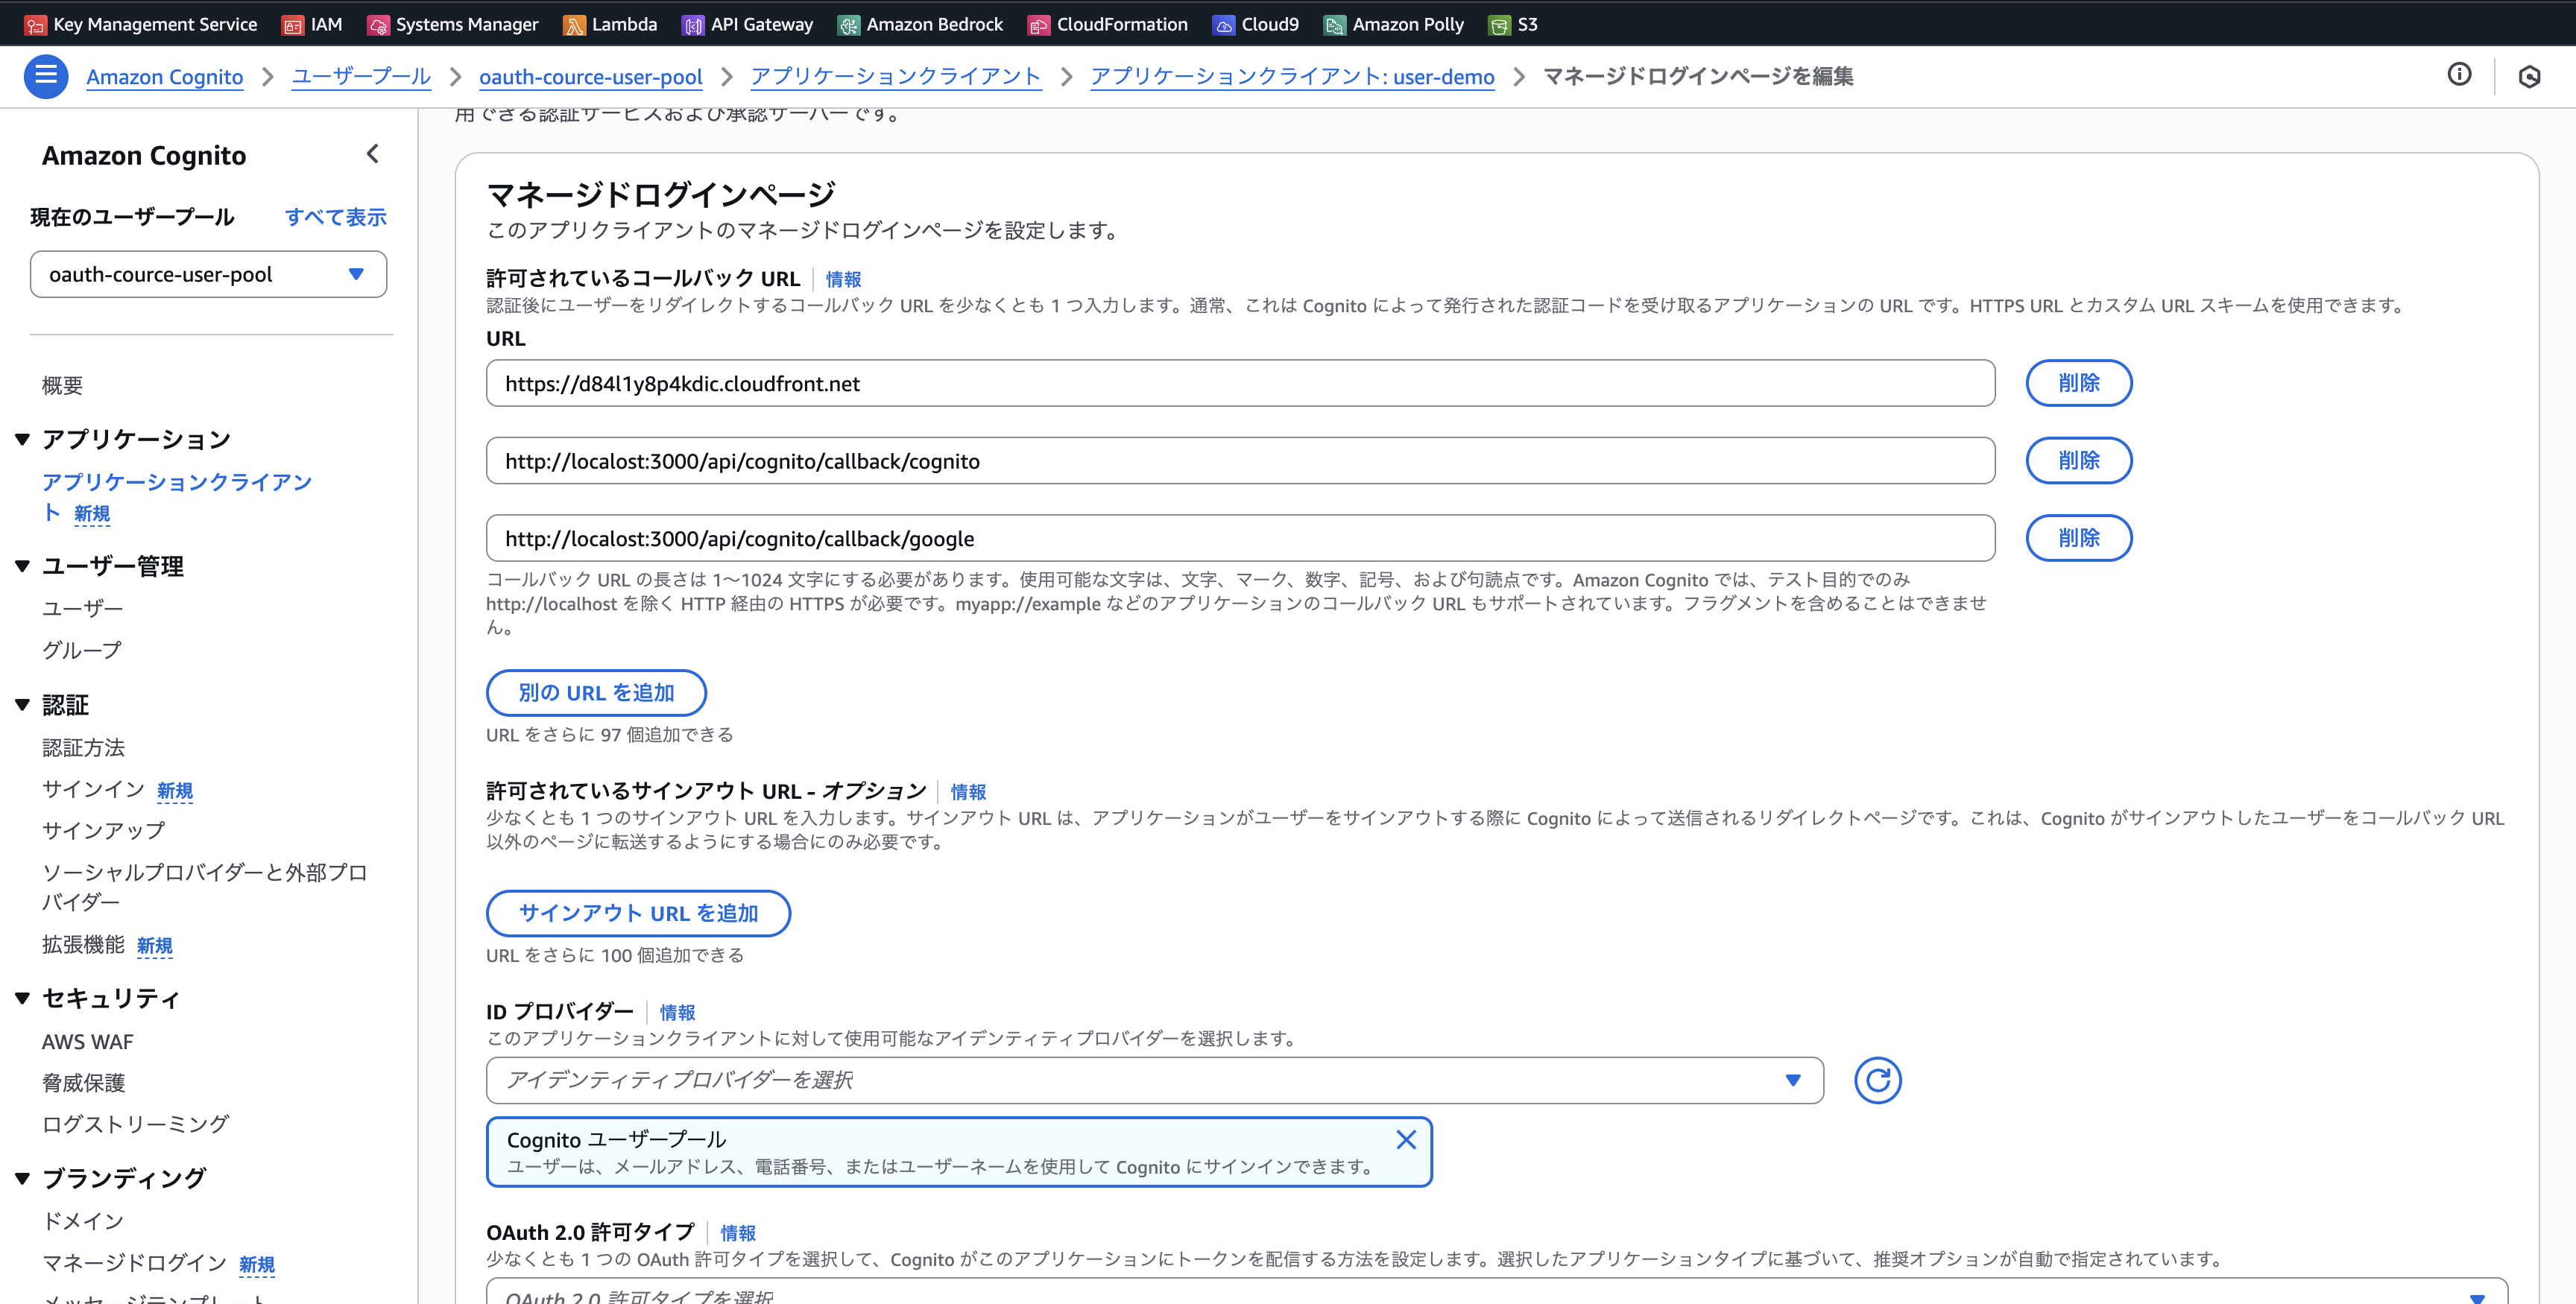 Key Management Service IAM Systems Manager Lambda API Gateway Amazon Bedrock CloudFormation Cloud9 Amazon Polly S3
Amazon Cognito > ユーザープール > oauth-cource-user-pool > アプリケーションクライアント > アプリケーションクライアント: user-demo > マネージドログインページを編集
Amazon Cognito
現在のユーザープール すべて表示
oauth-cource-user-pool
概要
アプリケーション
アプリケーションクライアン
ト 新規
ユーザー管理
ユーザー
グループ
認証
認証方法
サインイン 新規
サインアップ
ソーシャルプロバイダーと外部プロ
バイダー
拡張機能 新規
セキュリティ
AWS WAF
脅威保護
ログストリーミング
ブランディング
ドメイン
マネージドログイン 新規
メッセージテンプレート
用できる認証サービスおよび承認サーバーです。
マネージドログインページ
このアプリクライアントのマネージドログインページを設定します。
許可されているコールバック URL 情報
認証後にユーザーをリダイレクトするコールバック URL を少なくとも 1 つ入力します。通常、これは Cognito によって発行された認証コードを受け取るアプリケーションの URL です。HTTPS URL とカスタム URL スキームを使用できます。
URL
https://d84l1y8p4kdic.cloudfront.net 削除
http://localost:3000/api/cognito/callback/cognito 削除
http://localost:3000/api/cognito/callback/google 削除
コールバック URL の長さは 1～1024 文字にする必要があります。使用可能な文字は、文字、マーク、数字、記号、および句読点です。Amazon Cognito では、テスト目的でのみ
http://localhost を除く HTTP 経由の HTTPS が必要です。myapp://example などのアプリケーションのコールバック URL もサポートされています。フラグメントを含めることはできませ
ん。
別の URL を追加
URL をさらに 97 個追加できる
許可されているサインアウト URL - オプション 情報
少なくとも 1 つのサインアウト URL を入力します。サインアウト URL は、アプリケーションがユーザーをサインアウトする際に Cognito によって送信されるリダイレクトページです。これは、Cognito がサインアウトしたユーザーをコールバック URL
以外のページに転送するようにする場合にのみ必要です。
サインアウト URL を追加
URL をさらに 100 個追加できる
ID プロバイダー 情報
このアプリケーションクライアントに対して使用可能なアイデンティティプロバイダーを選択します。
アイデンティティプロバイダーを選択
Cognito ユーザープール
ユーザーは、メールアドレス、電話番号、またはユーザーネームを使用して Cognito にサインインできます。
OAuth 2.0 許可タイプ 情報
少なくとも 1 つの OAuth 許可タイプを選択して、Cognito がこのアプリケーションにトークンを配信する方法を設定します。選択したアプリケーションタイプに基づいて、推奨オプションが自動で指定されています。
OAuth 2.0 許可タイプを選択